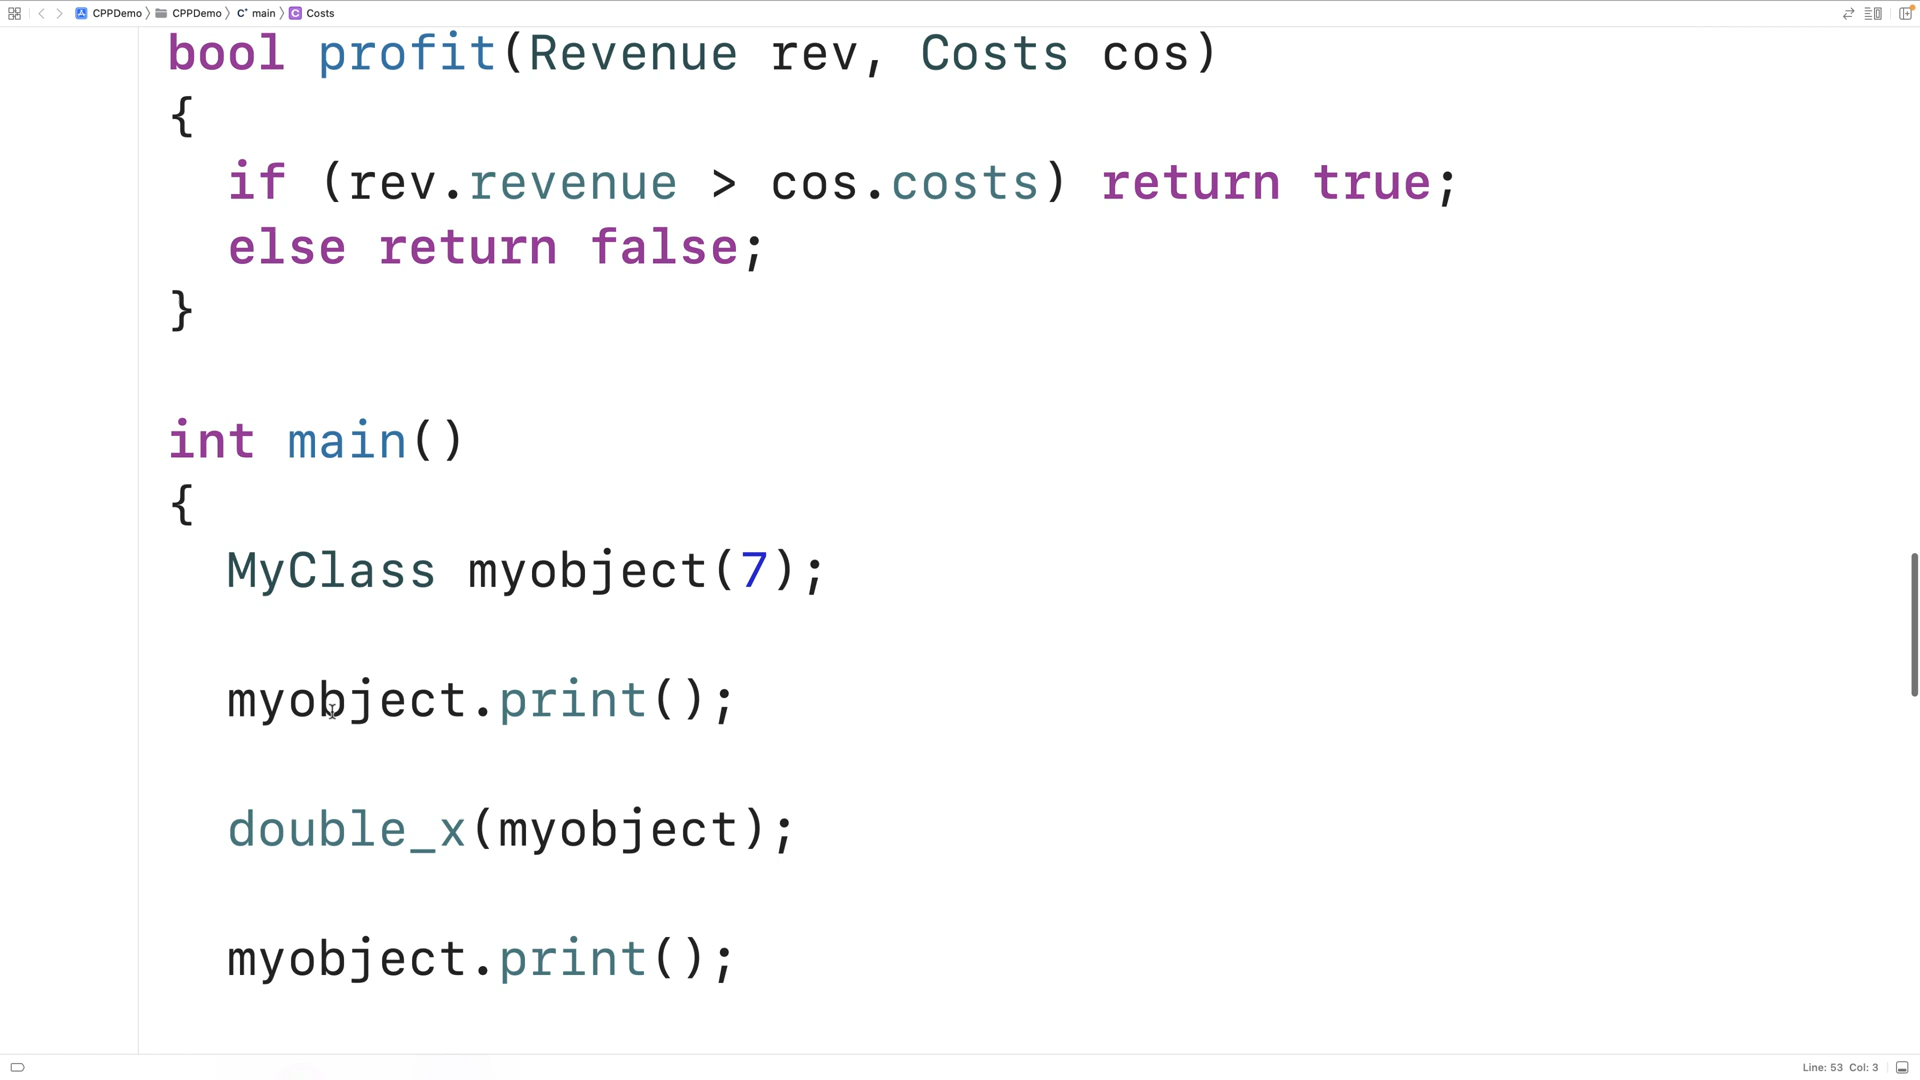 CPPDemo CPPDemo C+ main C Costs
bool profit(Revenue rev, Costs cos)
{
if (rev.revenue > cos.costs) return true;
else return false;
}
int main()
{
MyClass myobject(7);
myobject.print();
double_x(myobject);
myobject.print();
Line: 53 Col: 3